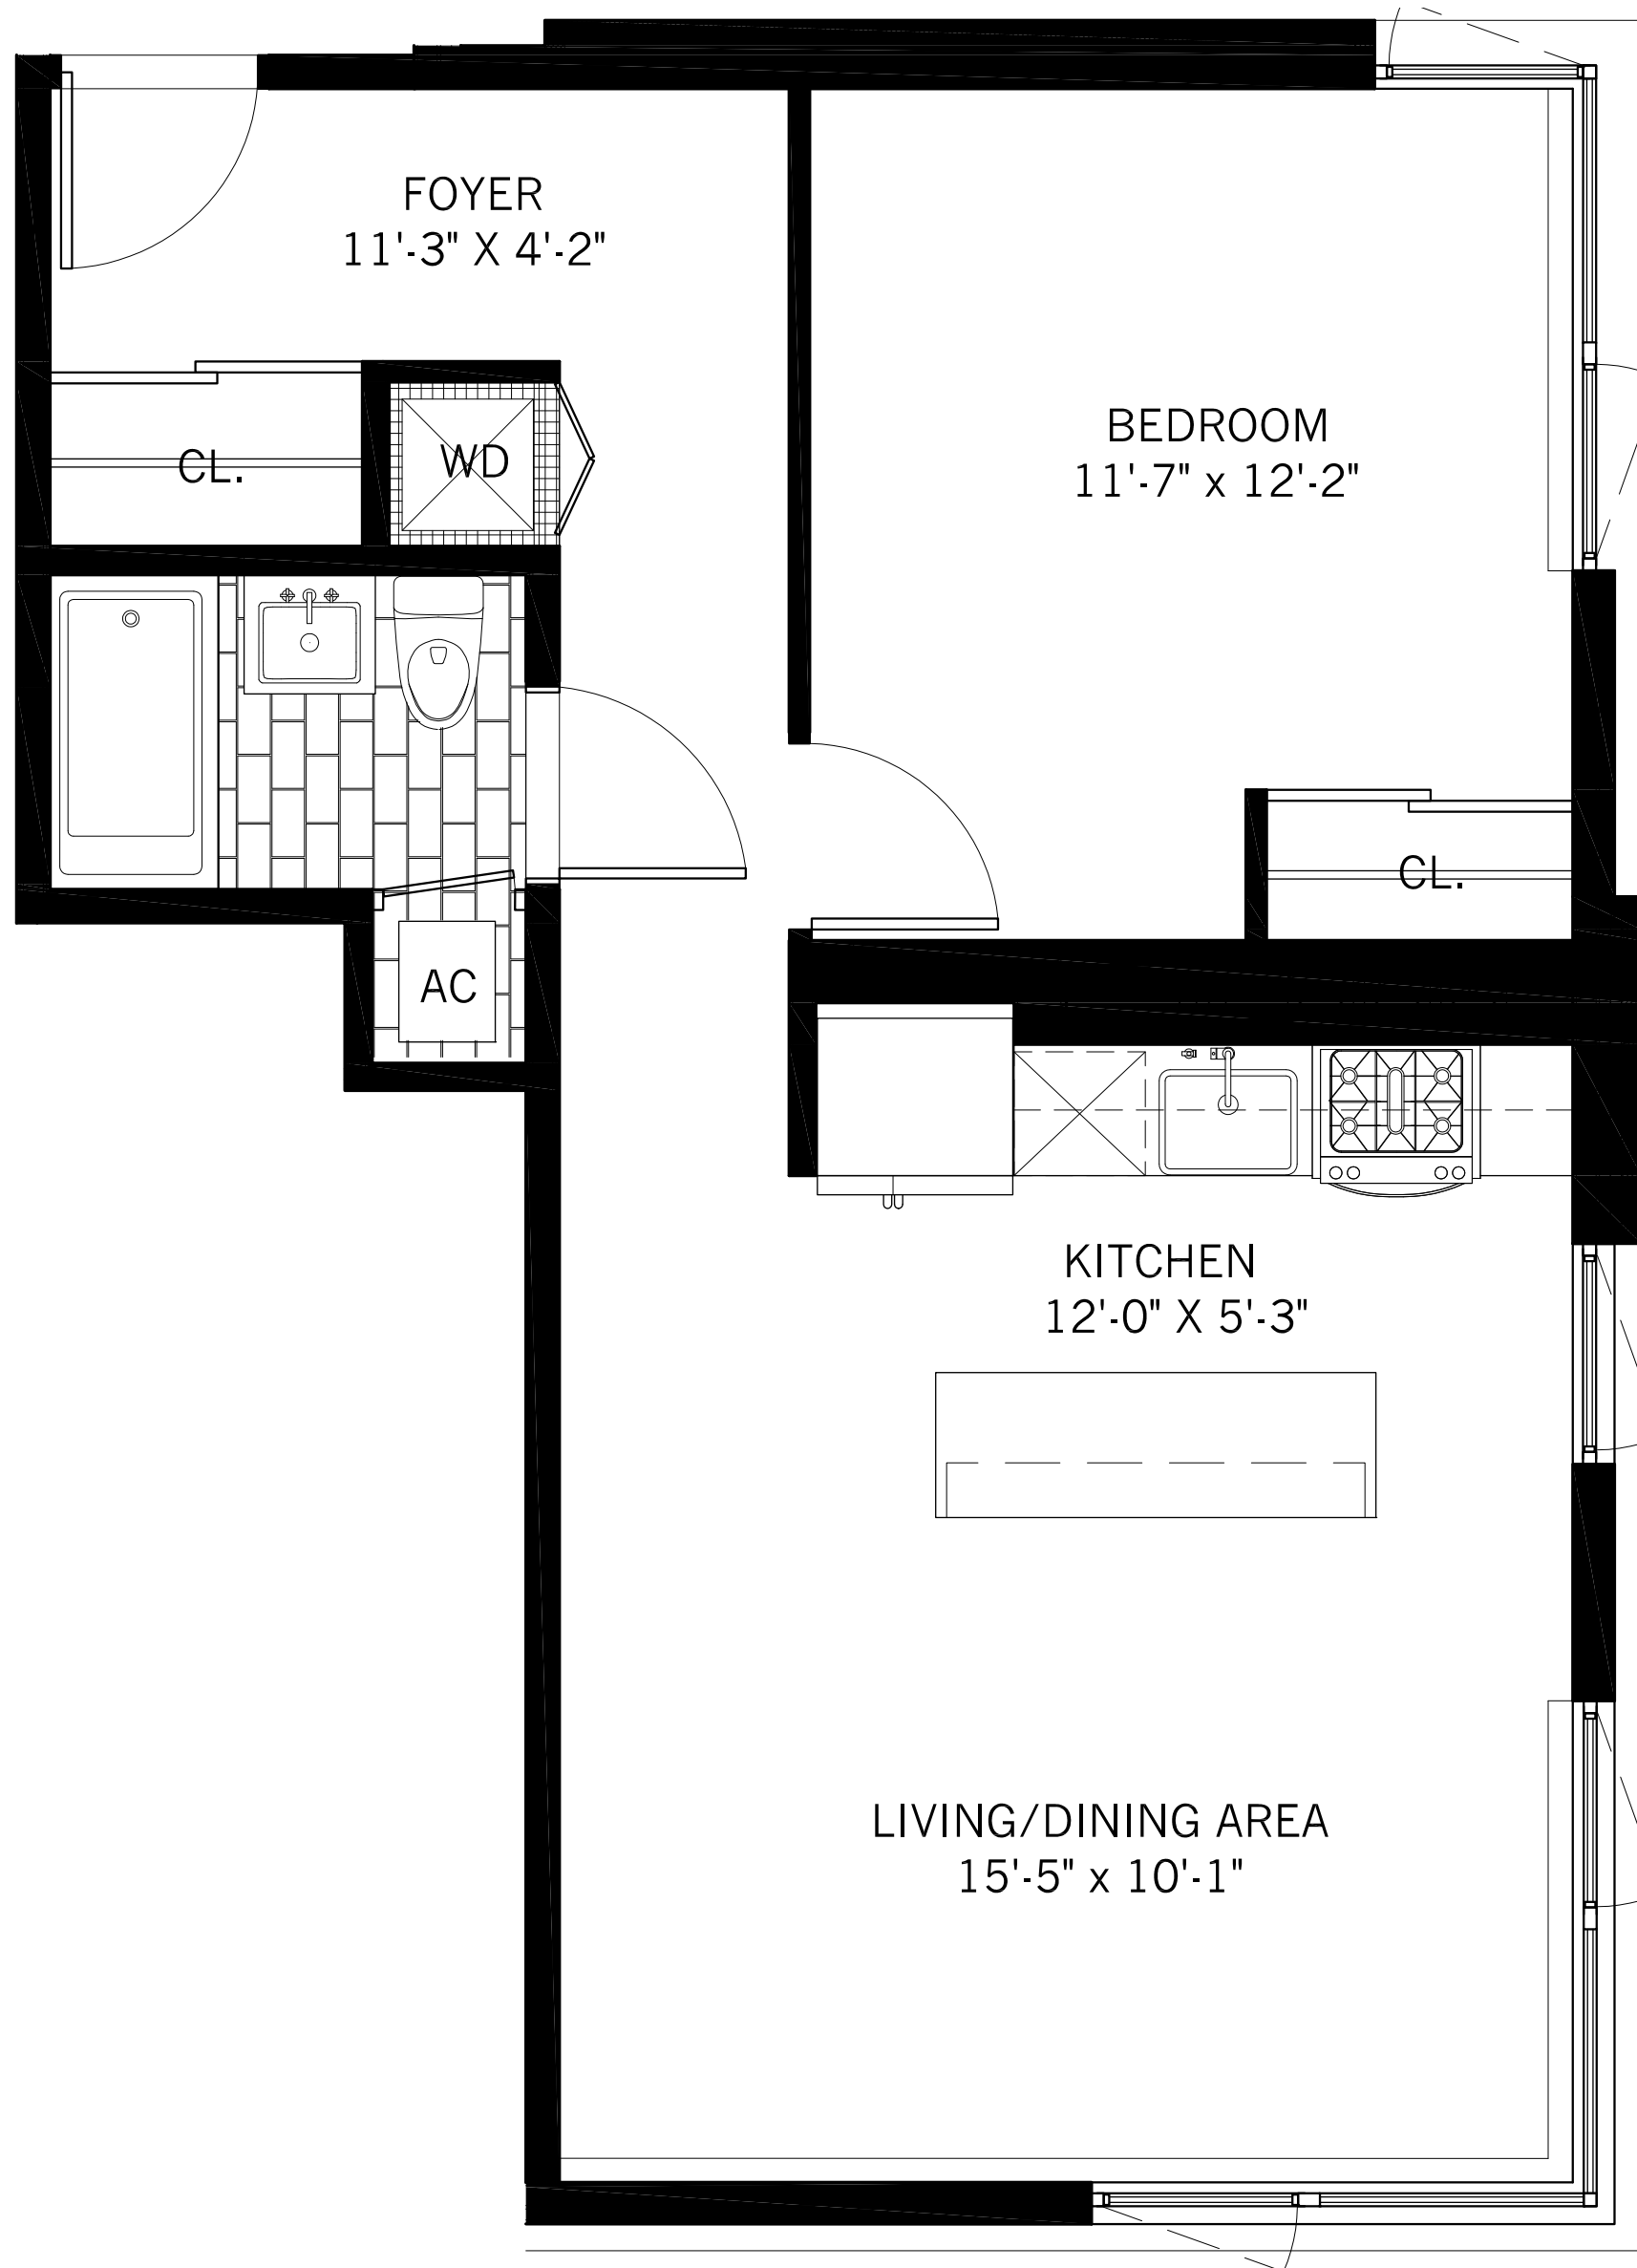 FOYER
11'-3" X 4'-2"
BEDROOM
11'-7" x 12'-2"
WD
CL.
CL.
AC
KITCHEN
12'-0" X 5'-3"
LIVING/DINING AREA
15'-5" x 10'-1"